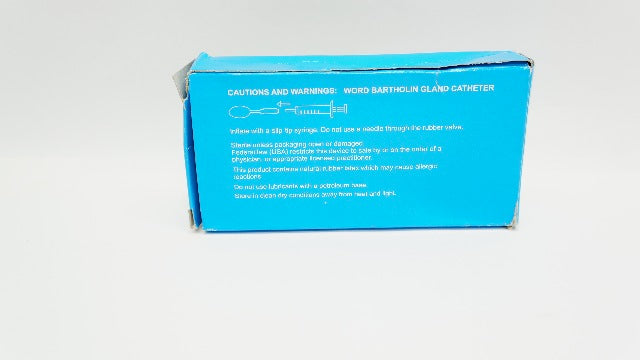 CAUTIONS AND WARNINGS: WORD BARTHOLIN GLAND CATHETER
Inflate with a slip tip syringe. Do not use a needle through the rubber valve.
Sterile unless packaging open or damaged
Federal law (USA) restricts this device to sale by or on the order of a
physician, or appropriate licensed practitioner.
This product contains natural rubber latex which may cause allergic
reactions
Do not use lubricants with a petroleum base.
Store in clean dry conditions away from heat and light.